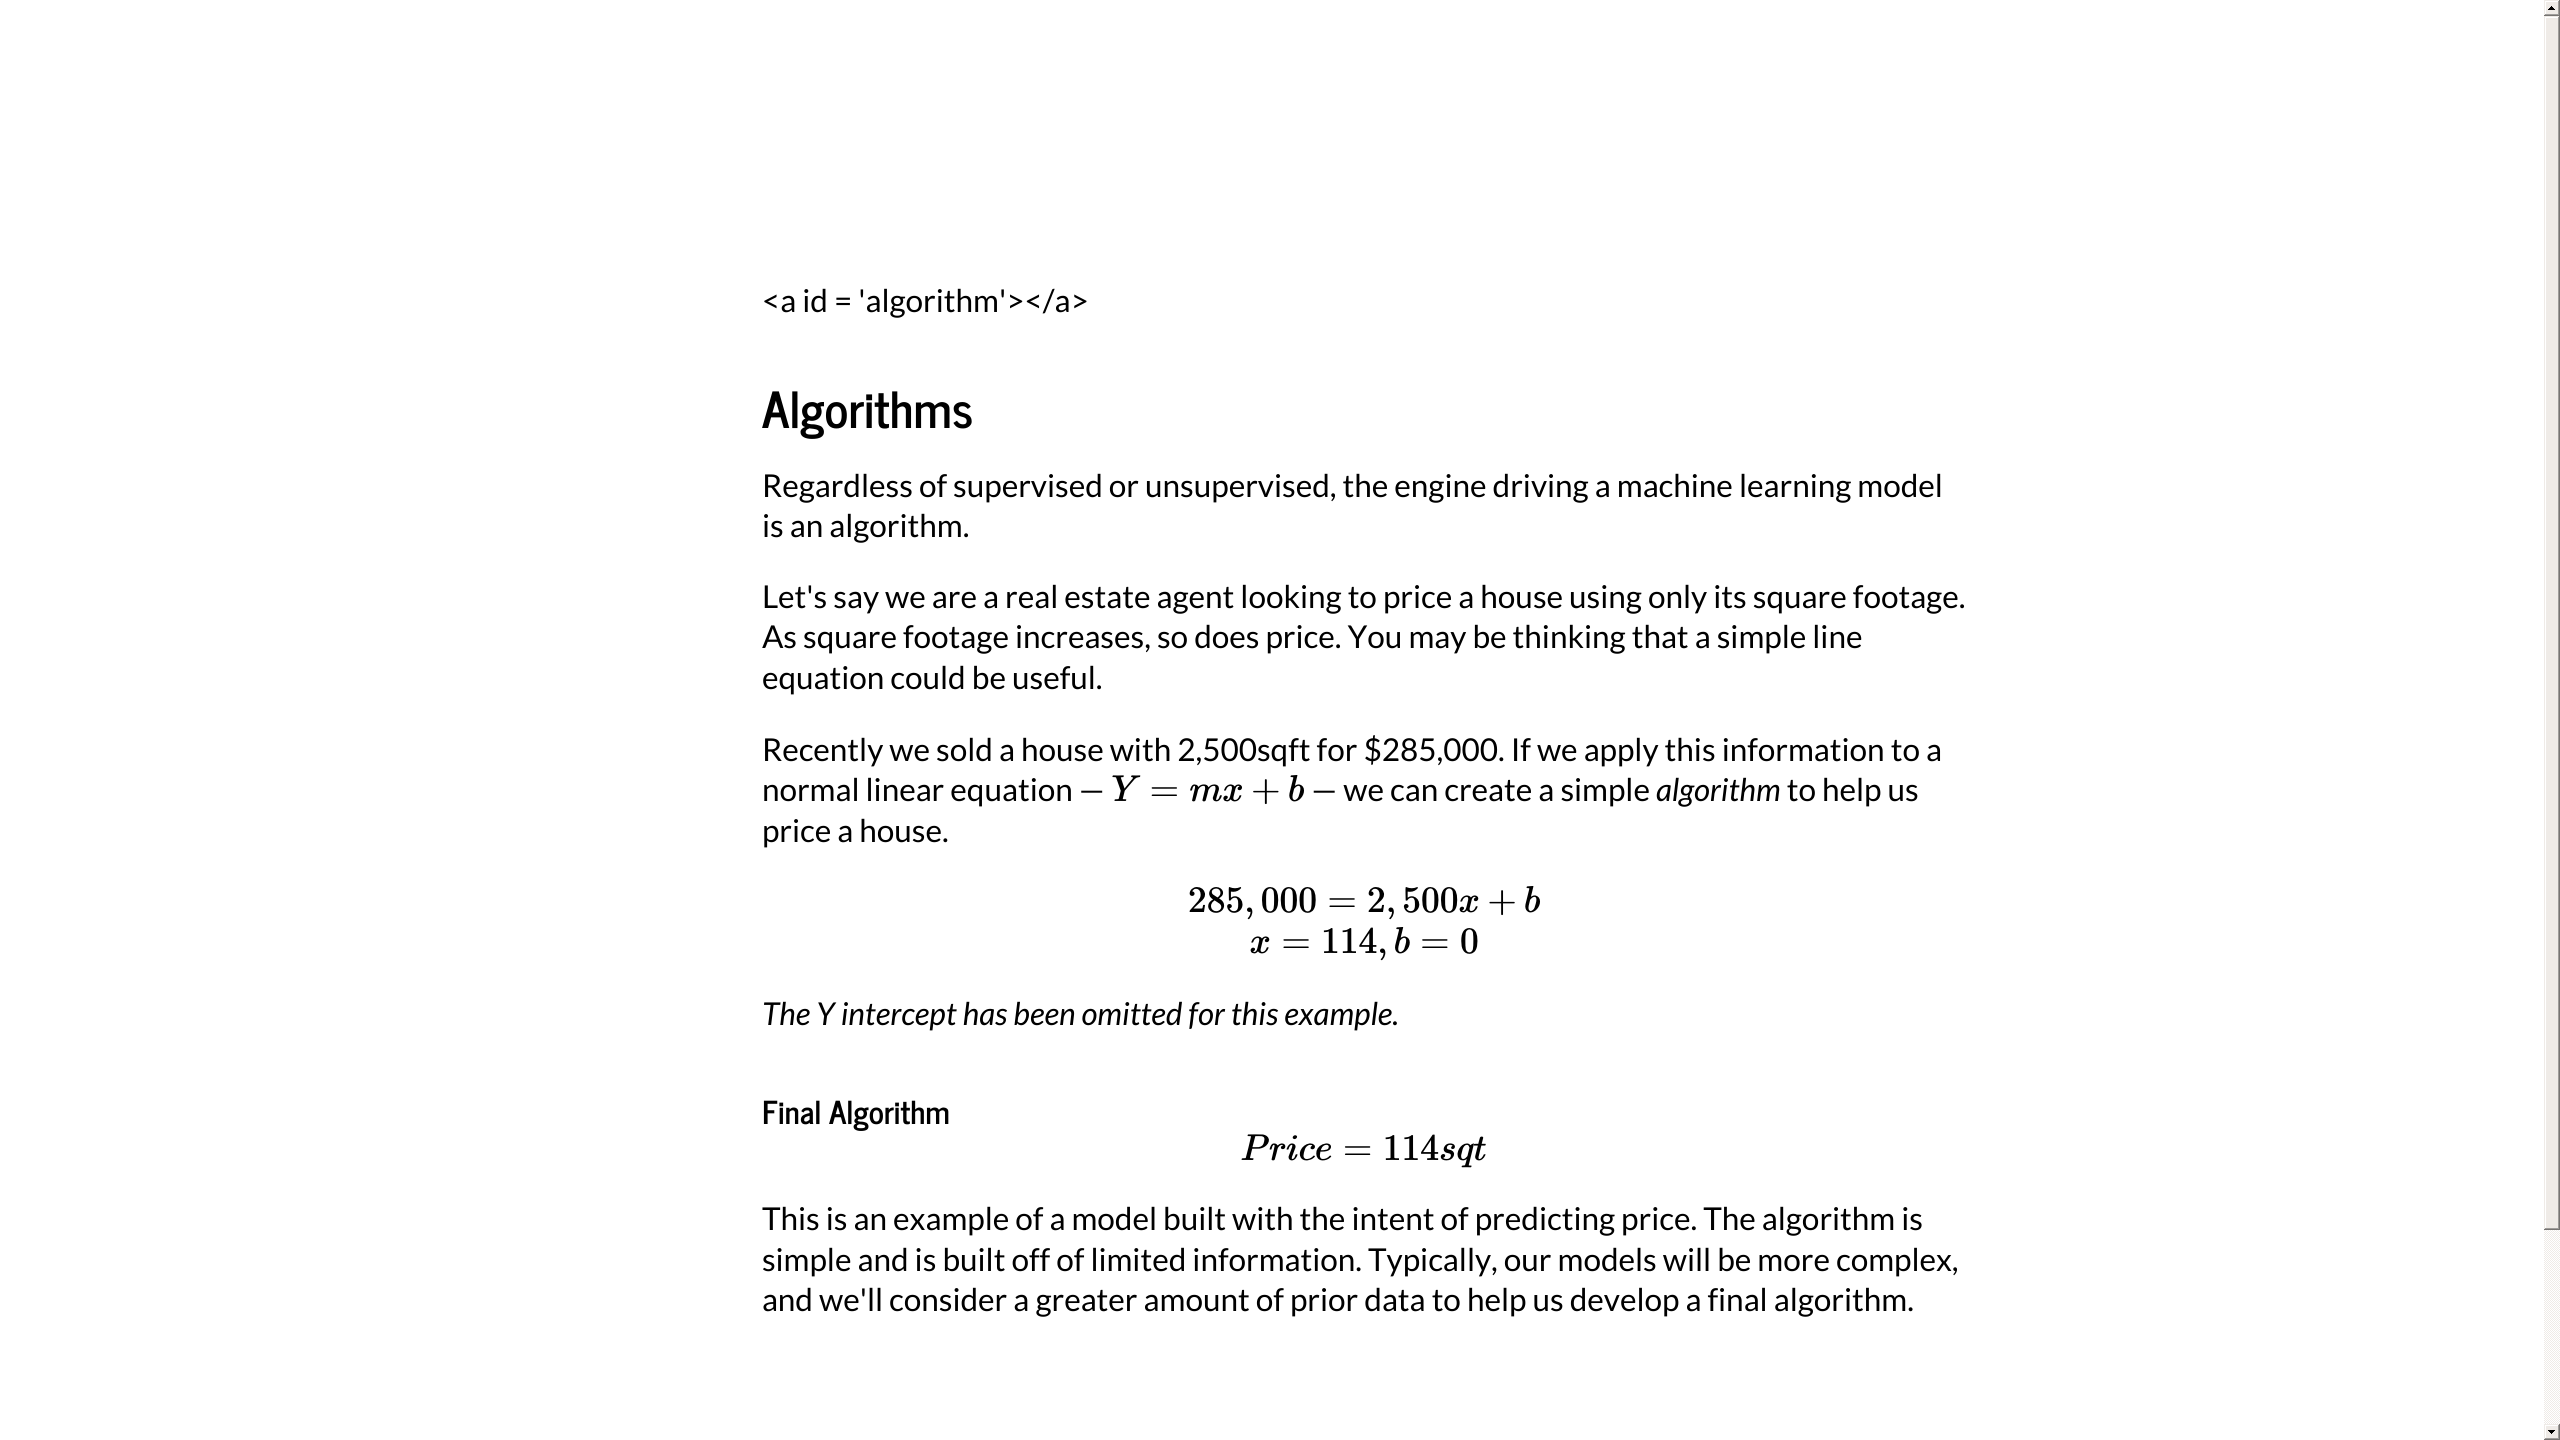 <a id = 'algorithm'></a>
Algorithms
Regardless of supervised or unsupervised, the engine driving a machine learning model
is an algorithm.
Let's say we are a real estate agent looking to price a house using only its square footage.
As square footage increases, so does price. You may be thinking that a simple line
equation could be useful.
Recently we sold a house with 2,500sqft for $285,000. If we apply this information to a
normal linear equation – Y = mx + b – we can create a simple algorithm to help us
price a house.
285,000 = 2,500x + b
x = 114, b = 0
The Y intercept has been omitted for this example.
Final Algorithm
Price = 114sqt
This is an example of a model built with the intent of predicting price. The algorithm is
simple and is built off of limited information. Typically, our models will be more complex,
and we'll consider a greater amount of prior data to help us develop a final algorithm.